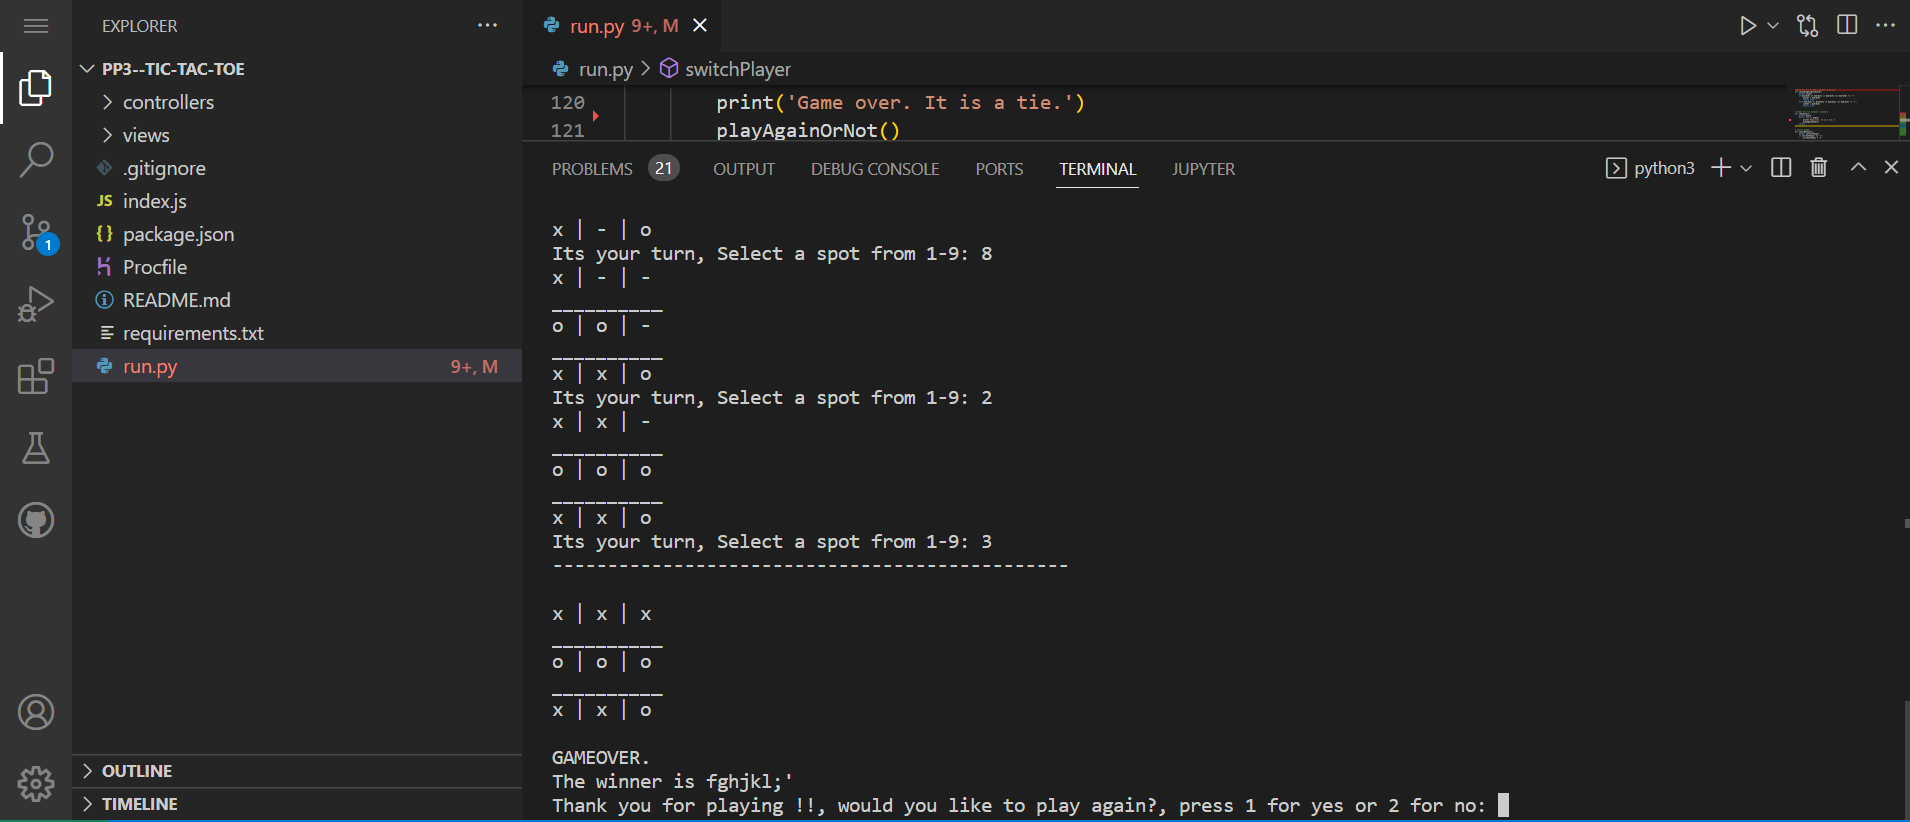 EXPLORER
PP3--TIC-TAC-TOE
controllers
views
.gitignore
JS index.js
{} package.json
Procfile
README.md
requirements.txt
run.py 9+, M
OUTLINE
TIMELINE
1
run.py 9+, M
run.py > switchPlayer
120 print('Game over. It is a tie.')
121 playAgainOrNot()
PROBLEMS 21 OUTPUT DEBUG CONSOLE PORTS TERMINAL JUPYTER python3
x | - | o
Its your turn, Select a spot from 1-9: 8
x | - | -
__________
o | o | -
__________
x | x | o
Its your turn, Select a spot from 1-9: 2
x | x | -
__________
o | o | o
__________
x | x | o
Its your turn, Select a spot from 1-9: 3
-----------------------------------------------
x | x | x
__________
o | o | o
__________
x | x | o
GAMEOVER.
The winner is fghjkl;'
Thank you for playing !!, would you like to play again?, press 1 for yes or 2 for no: